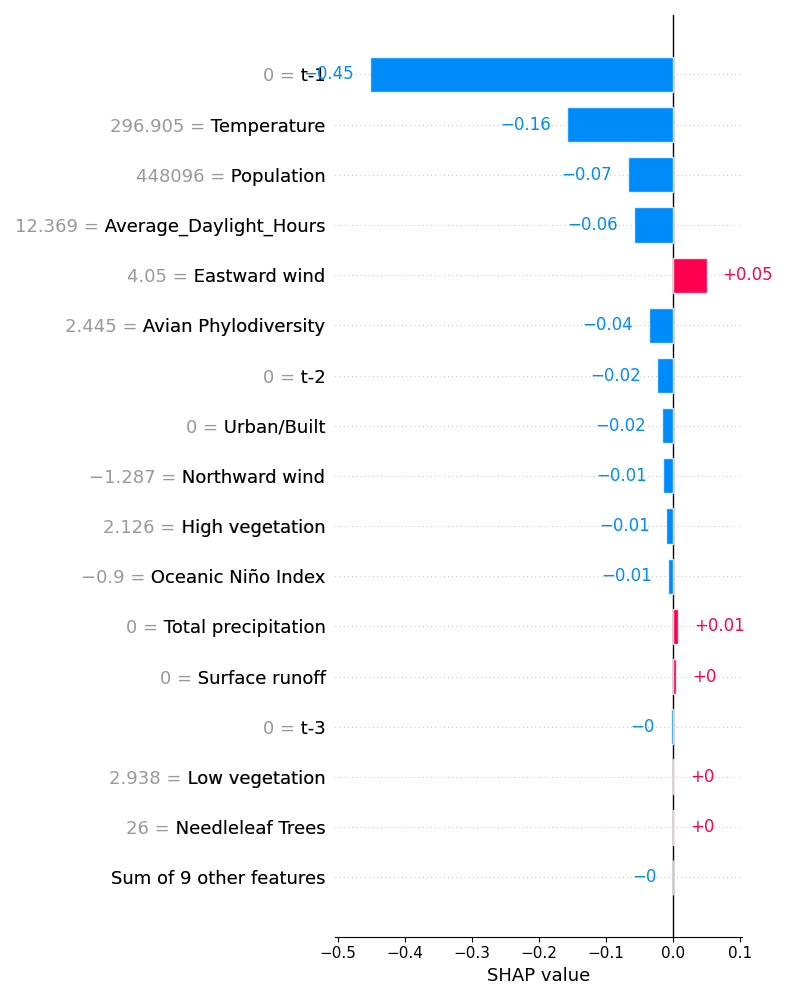 0 = t-1 −0.45
296.905 = Temperature −0.16
448096 = Population −0.07
12.369 = Average_Daylight_Hours −0.06
4.05 = Eastward wind +0.05
2.445 = Avian Phylodiversity −0.04
0 = t-2 −0.02
0 = Urban/Built −0.02
−1.287 = Northward wind −0.01
2.126 = High vegetation −0.01
−0.9 = Oceanic Niño Index −0.01
0 = Total precipitation +0.01
0 = Surface runoff +0
0 = t-3 −0
2.938 = Low vegetation +0
26 = Needleleaf Trees +0
Sum of 9 other features −0
−0.5 −0.4 −0.3 −0.2 −0.1 0.0 0.1
SHAP value